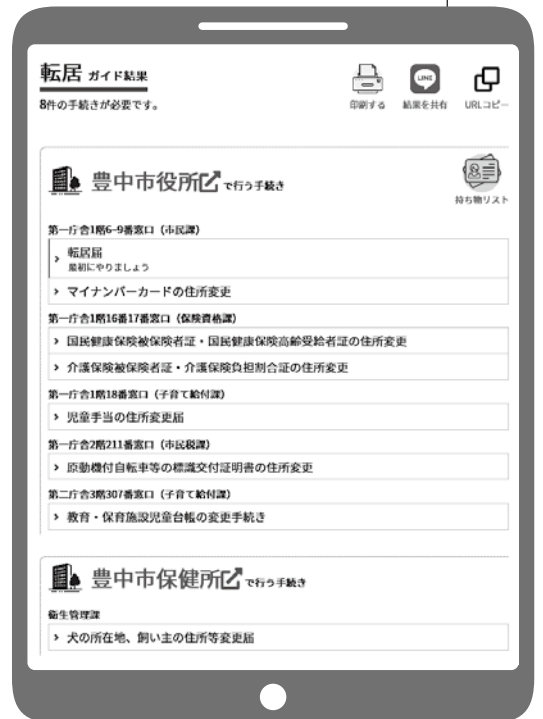 転居 ガイド結果
8件の手続きが必要です。
印刷する
LINE
結果を共有
URLコピー
豊中市役所 で行う手続き
持ち物リスト
第一庁舎1階6-9番窓口（市民課）
転居届
最初にやりましょう
マイナンバーカードの住所変更
第一庁舎1階16番17番窓口（保険資格課）
国民健康保険被保険者証・国民健康保険高齢受給者証の住所変更
介護保険被保険者証・介護保険負担割合証の住所変更
第一庁舎1階18番窓口（子育て給付課）
児童手当の住所変更届
第一庁舎2階211番窓口（市民税課）
原動機付自転車等の標識交付証明書の住所変更
第二庁舎3階307番窓口（子育て給付課）
教育・保育施設児童台帳の変更手続き
豊中市保健所 で行う手続き
衛生管理課
犬の所在地、飼い主の住所等変更届